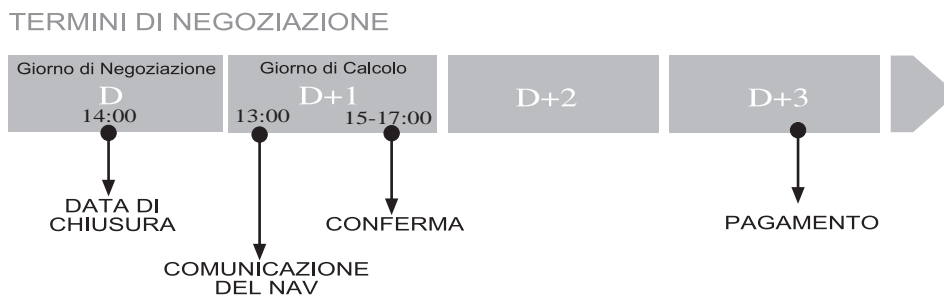 TERMINI DI NEGOZIAZIONE
Giorno di Negoziazione
D
14:00
Giorno di Calcolo
D+1
13:00 15-17:00
D+2
D+3
DATA DI
CHIUSURA
CONFERMA
PAGAMENTO
COMUNICAZIONE
DEL NAV